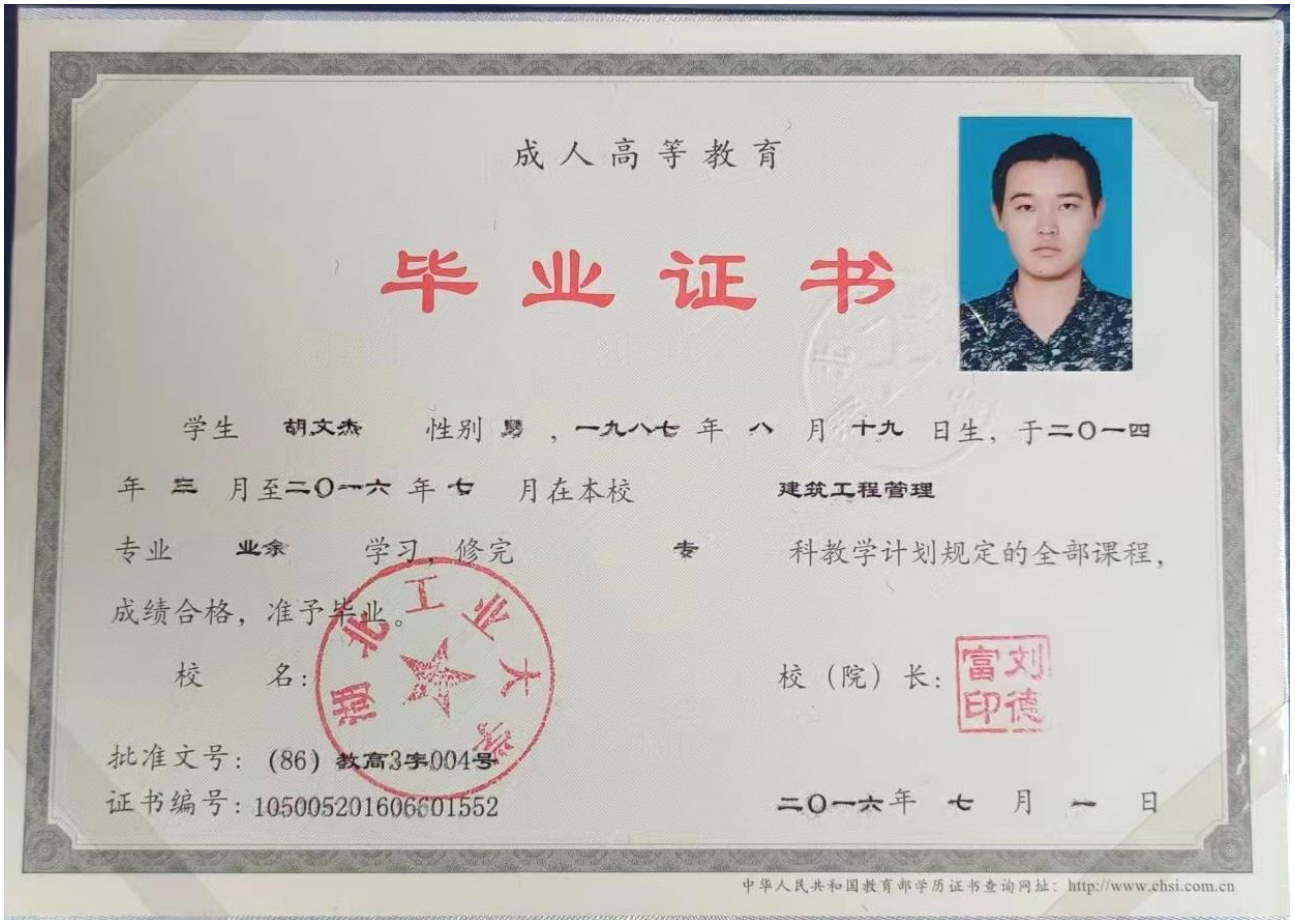 成人高等教育
毕业证书
学生 胡文杰 性别 男 , 一九八七 年 八 月 十九 日生, 于二〇一四
年 三 月至二〇一六 年 七 月在本校 建筑工程管理
专业 业余 学习, 修完 专 科教学计划规定的全部课程,
成绩合格, 准予毕业。
校 名: 湖北工业大学 校（院）长: 刘德富印
批准文号: (86) 教高3字004号
证书编号: 105005201606601552 二〇一六年 七 月 一 日
中华人民共和国教育部学历证书查询网址: http://www.chsi.com.cn